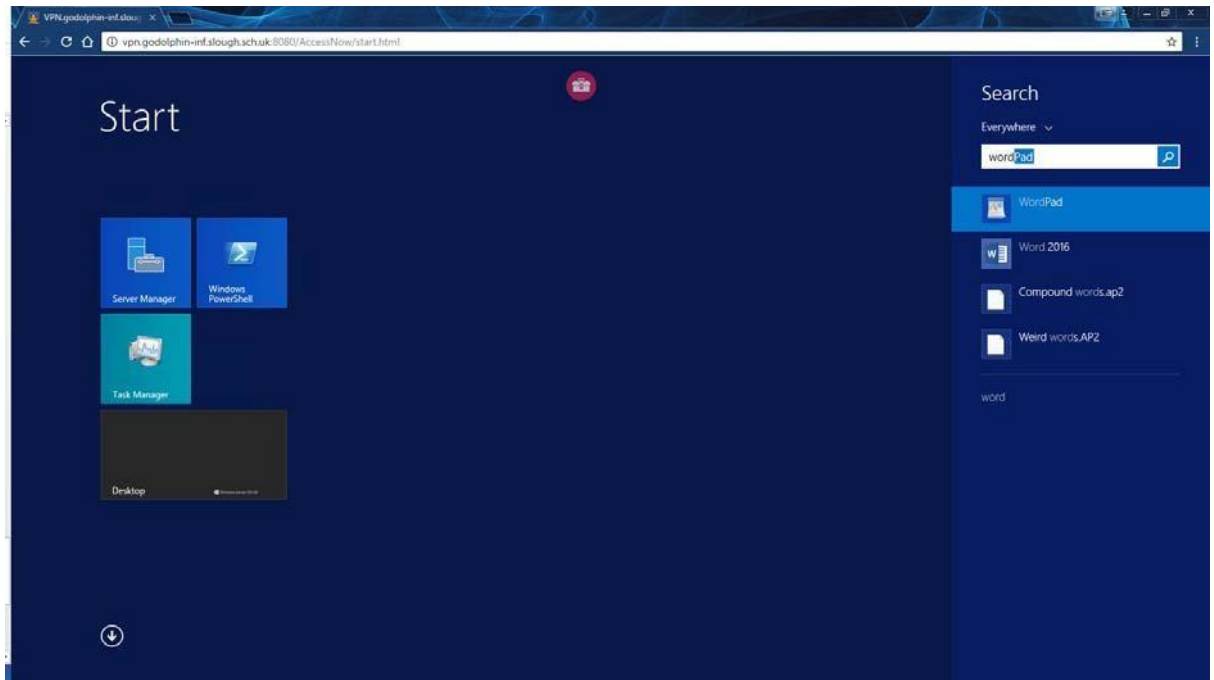 VPN.godolphin-inf.sloug
vpn.godolphin-inf.slough.sch.uk:8080/AccessNow/start.html
Start
Server Manager
Windows
PowerShell
Task Manager
Desktop
Search
Everywhere
wordPad
WordPad
Word 2016
Compound words.ap2
Weird words.AP2
word